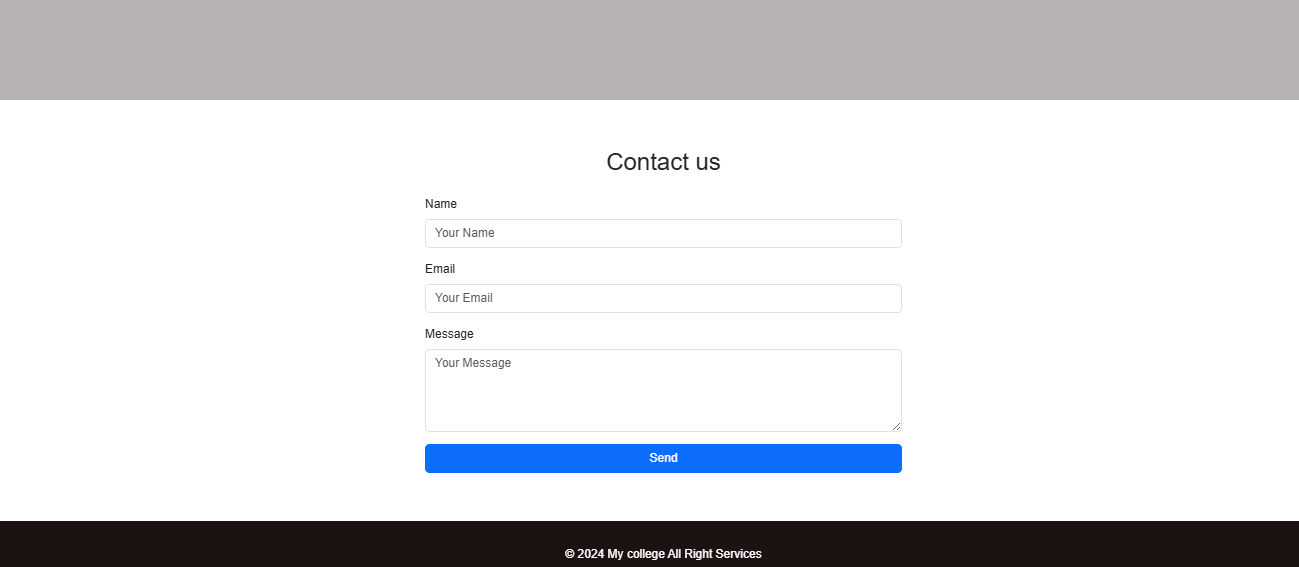 Contact us
Name
Your Name
Email
Your Email
Message
Your Message
Send
© 2024 My college All Right Services